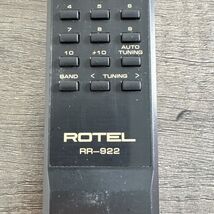 4 5 6
7 8 9
10 +10 AUTO TUNING
BAND < TUNING >
ROTEL
RR-922